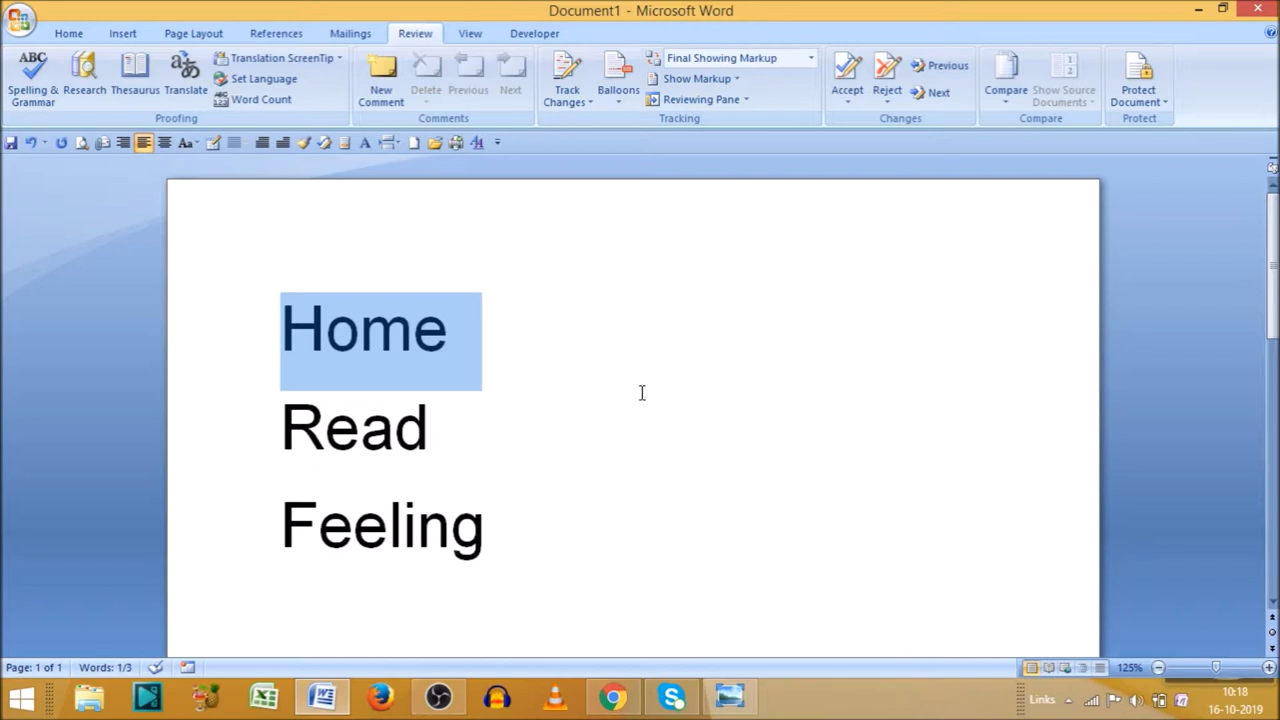 Document1 - Microsoft Word
Home Insert Page Layout References Mailings Review View Developer
ABC Translation ScreenTip Final Showing Markup Previous
Set Language Show Markup
Spelling & Grammar Research Thesaurus Translate Word Count New Comment Delete Previous Next Track Changes Balloons Reviewing Pane Accept Reject Next Compare Show Source Documents Protect Document
Proofing Comments Tracking Changes Compare Protect
Home
Read
Feeling
Page: 1 of 1 Words: 1/3 125%
Links 10:18
16-10-2019